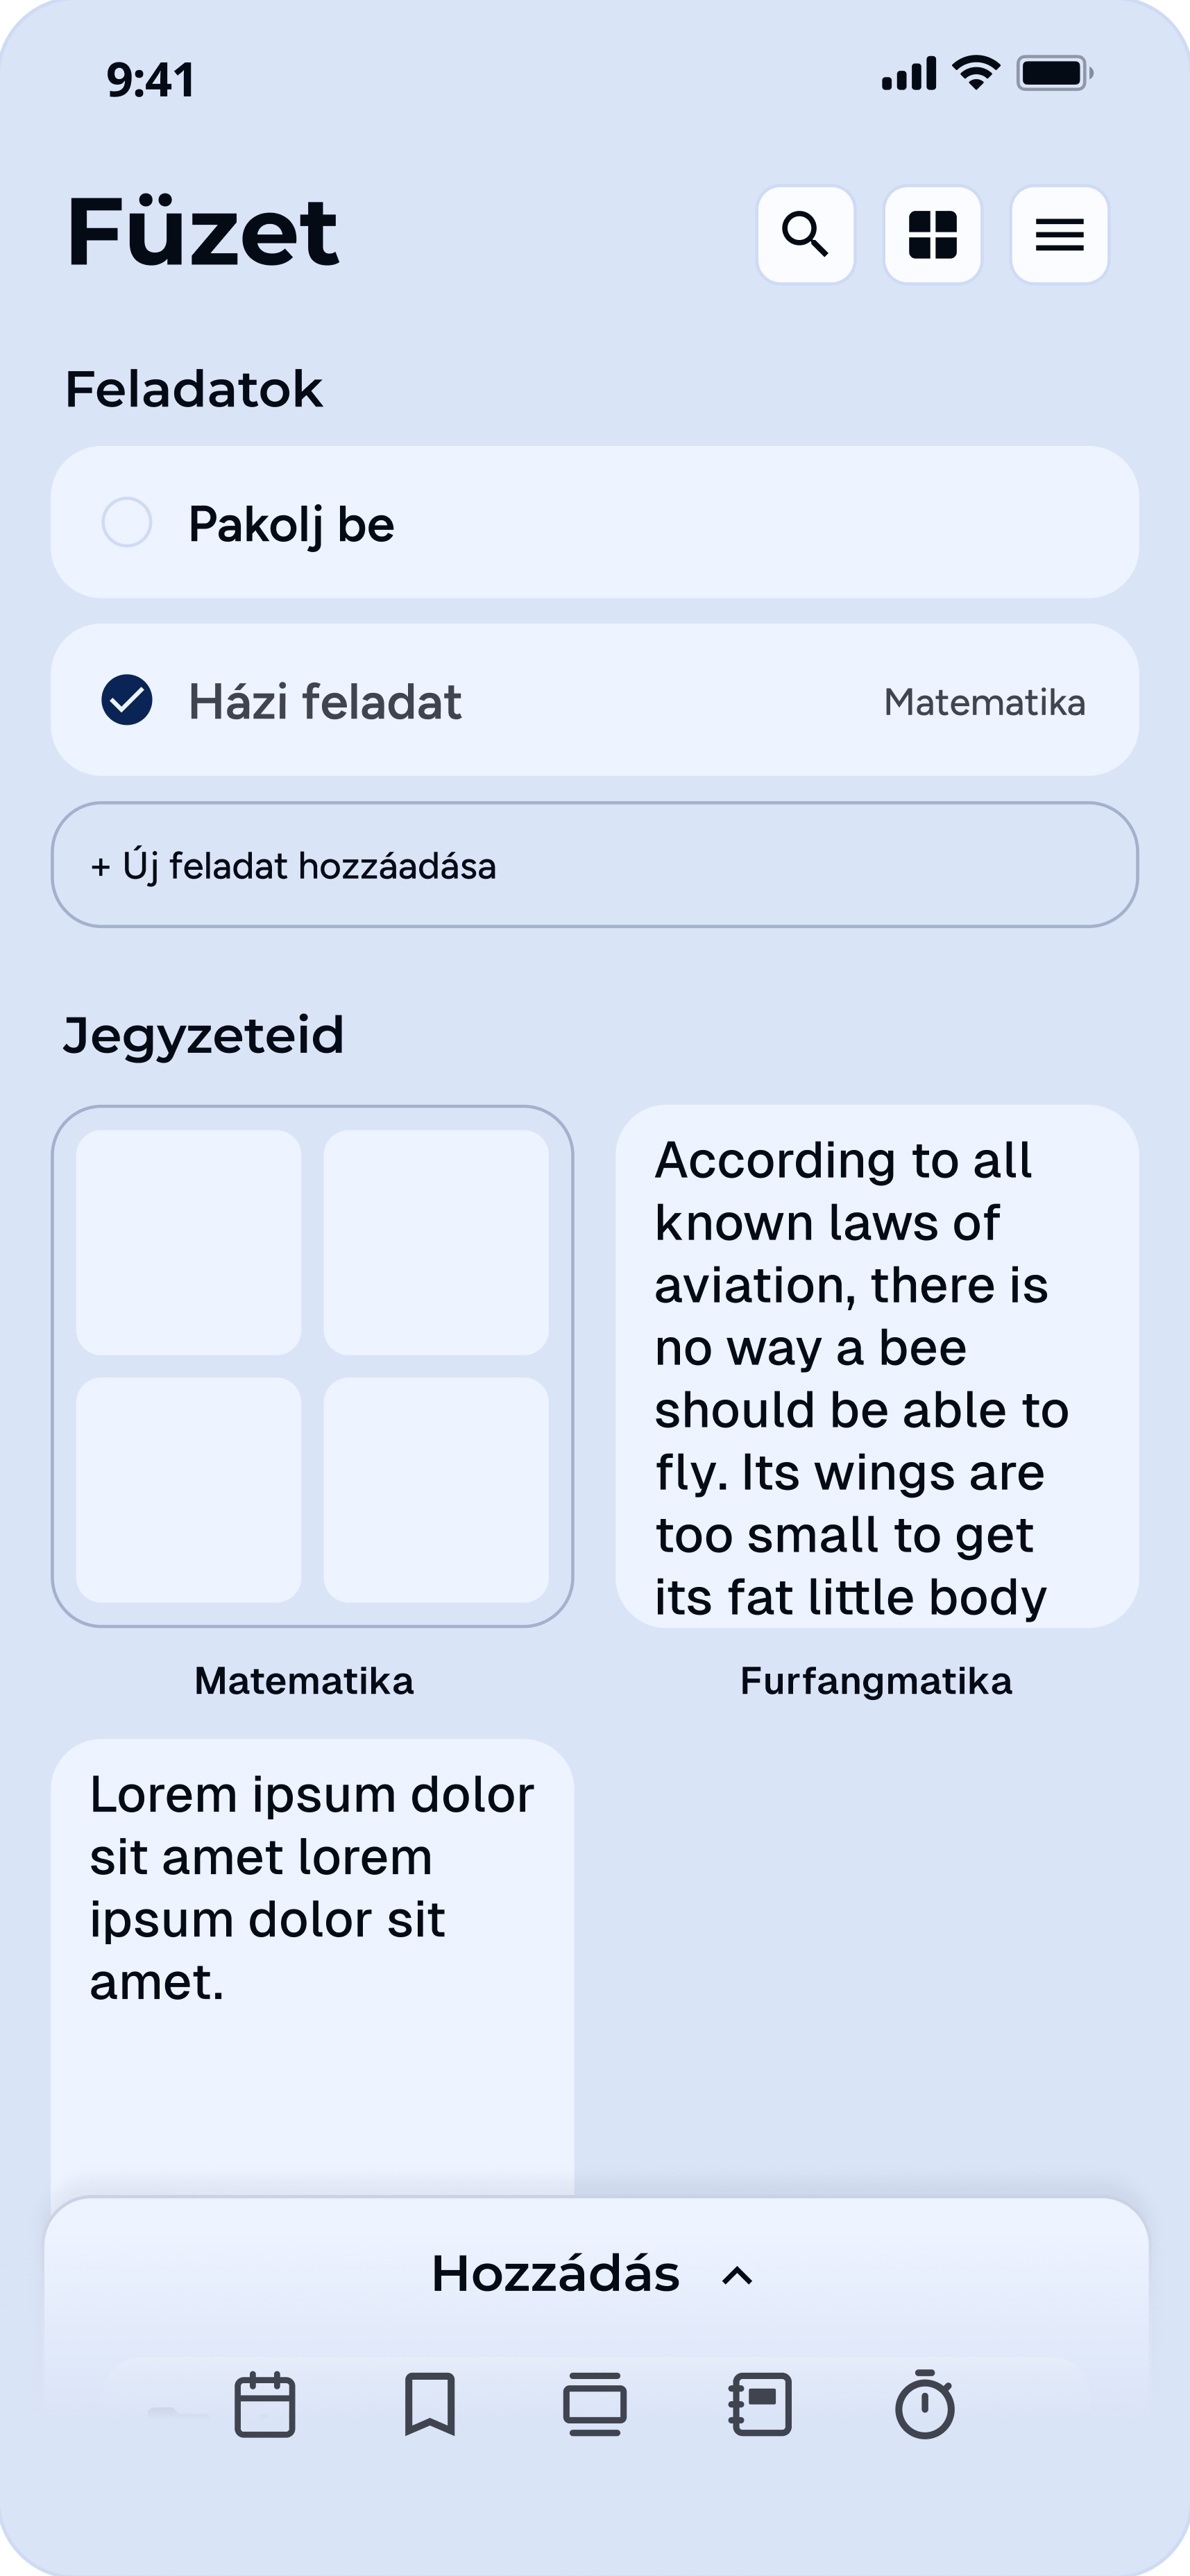 9:41
Füzet
Feladatok
Pakolj be
Házi feladat
Matematika
+ Új feladat hozzáadása
Jegyzeteid
According to all
known laws of
aviation, there is
no way a bee
should be able to
fly. Its wings are
too small to get
its fat little body
Matematika
Furfangmatika
Lorem ipsum dolor
sit amet lorem
ipsum dolor sit
amet.
Hozzádás